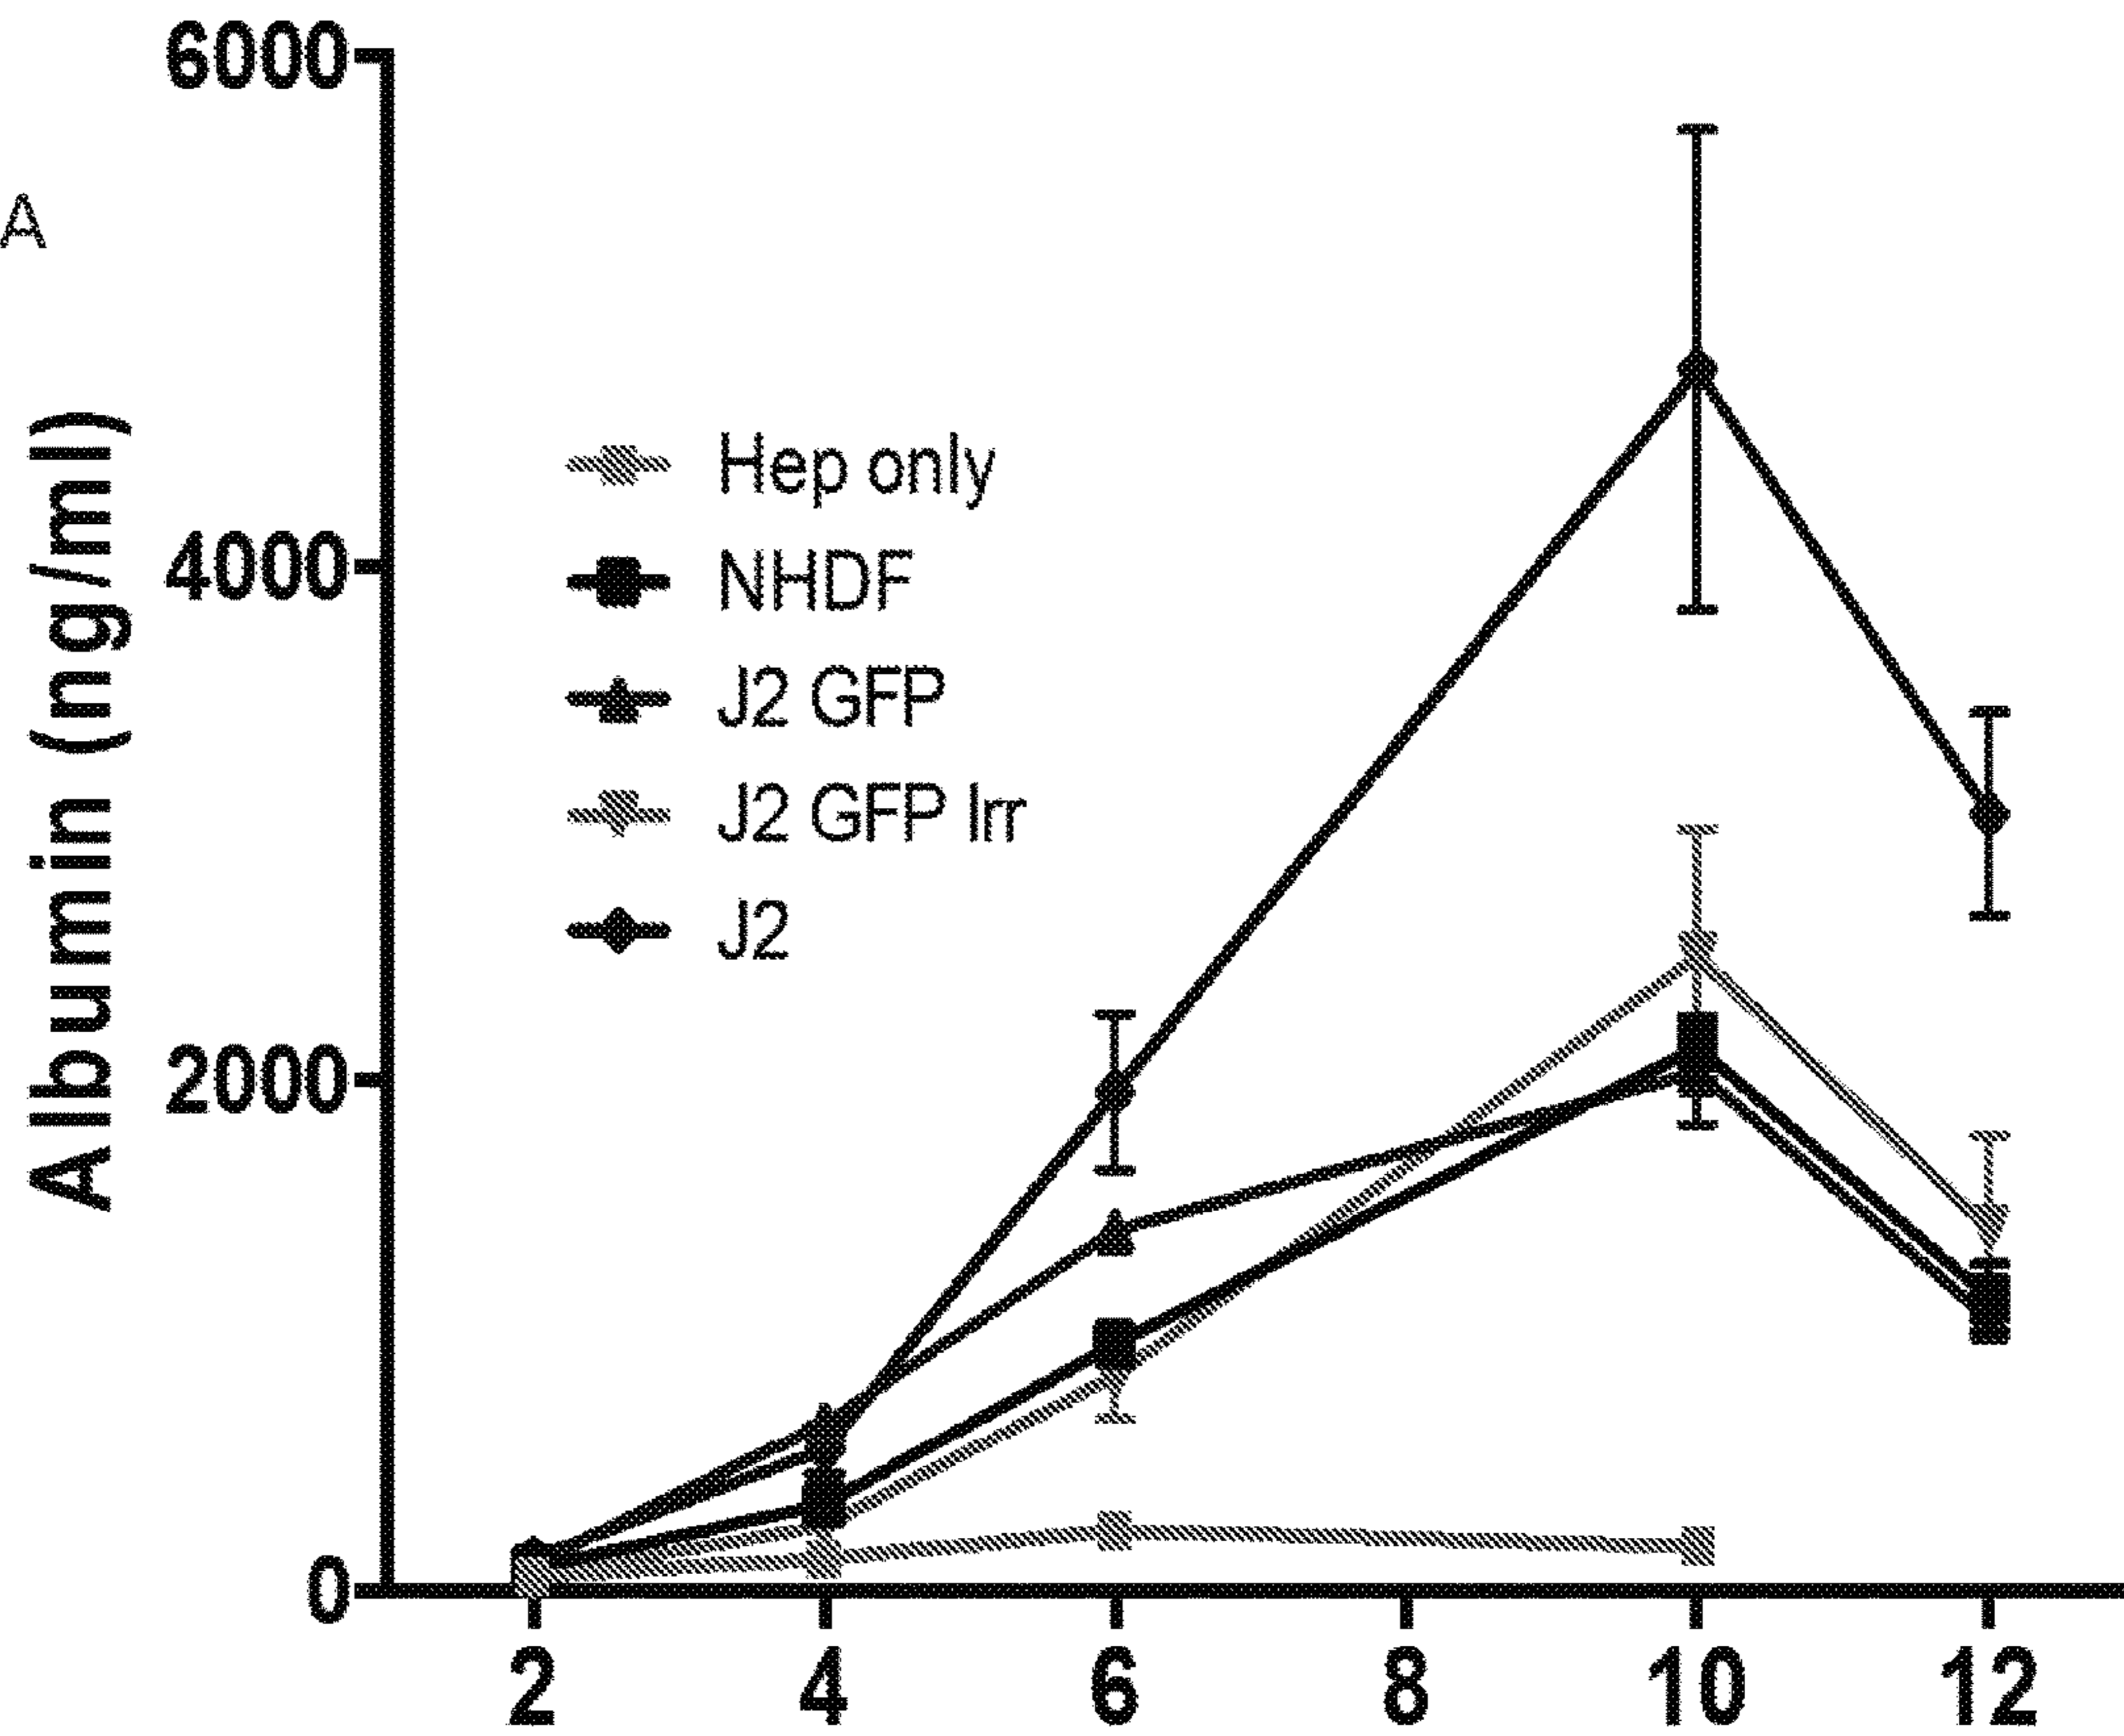 A
Albumin (ng/ml)
6000
4000
2000
0
Hep only
NHDF
J2 GFP
J2 GFP Irr
J2
2 4 6 8 10 12